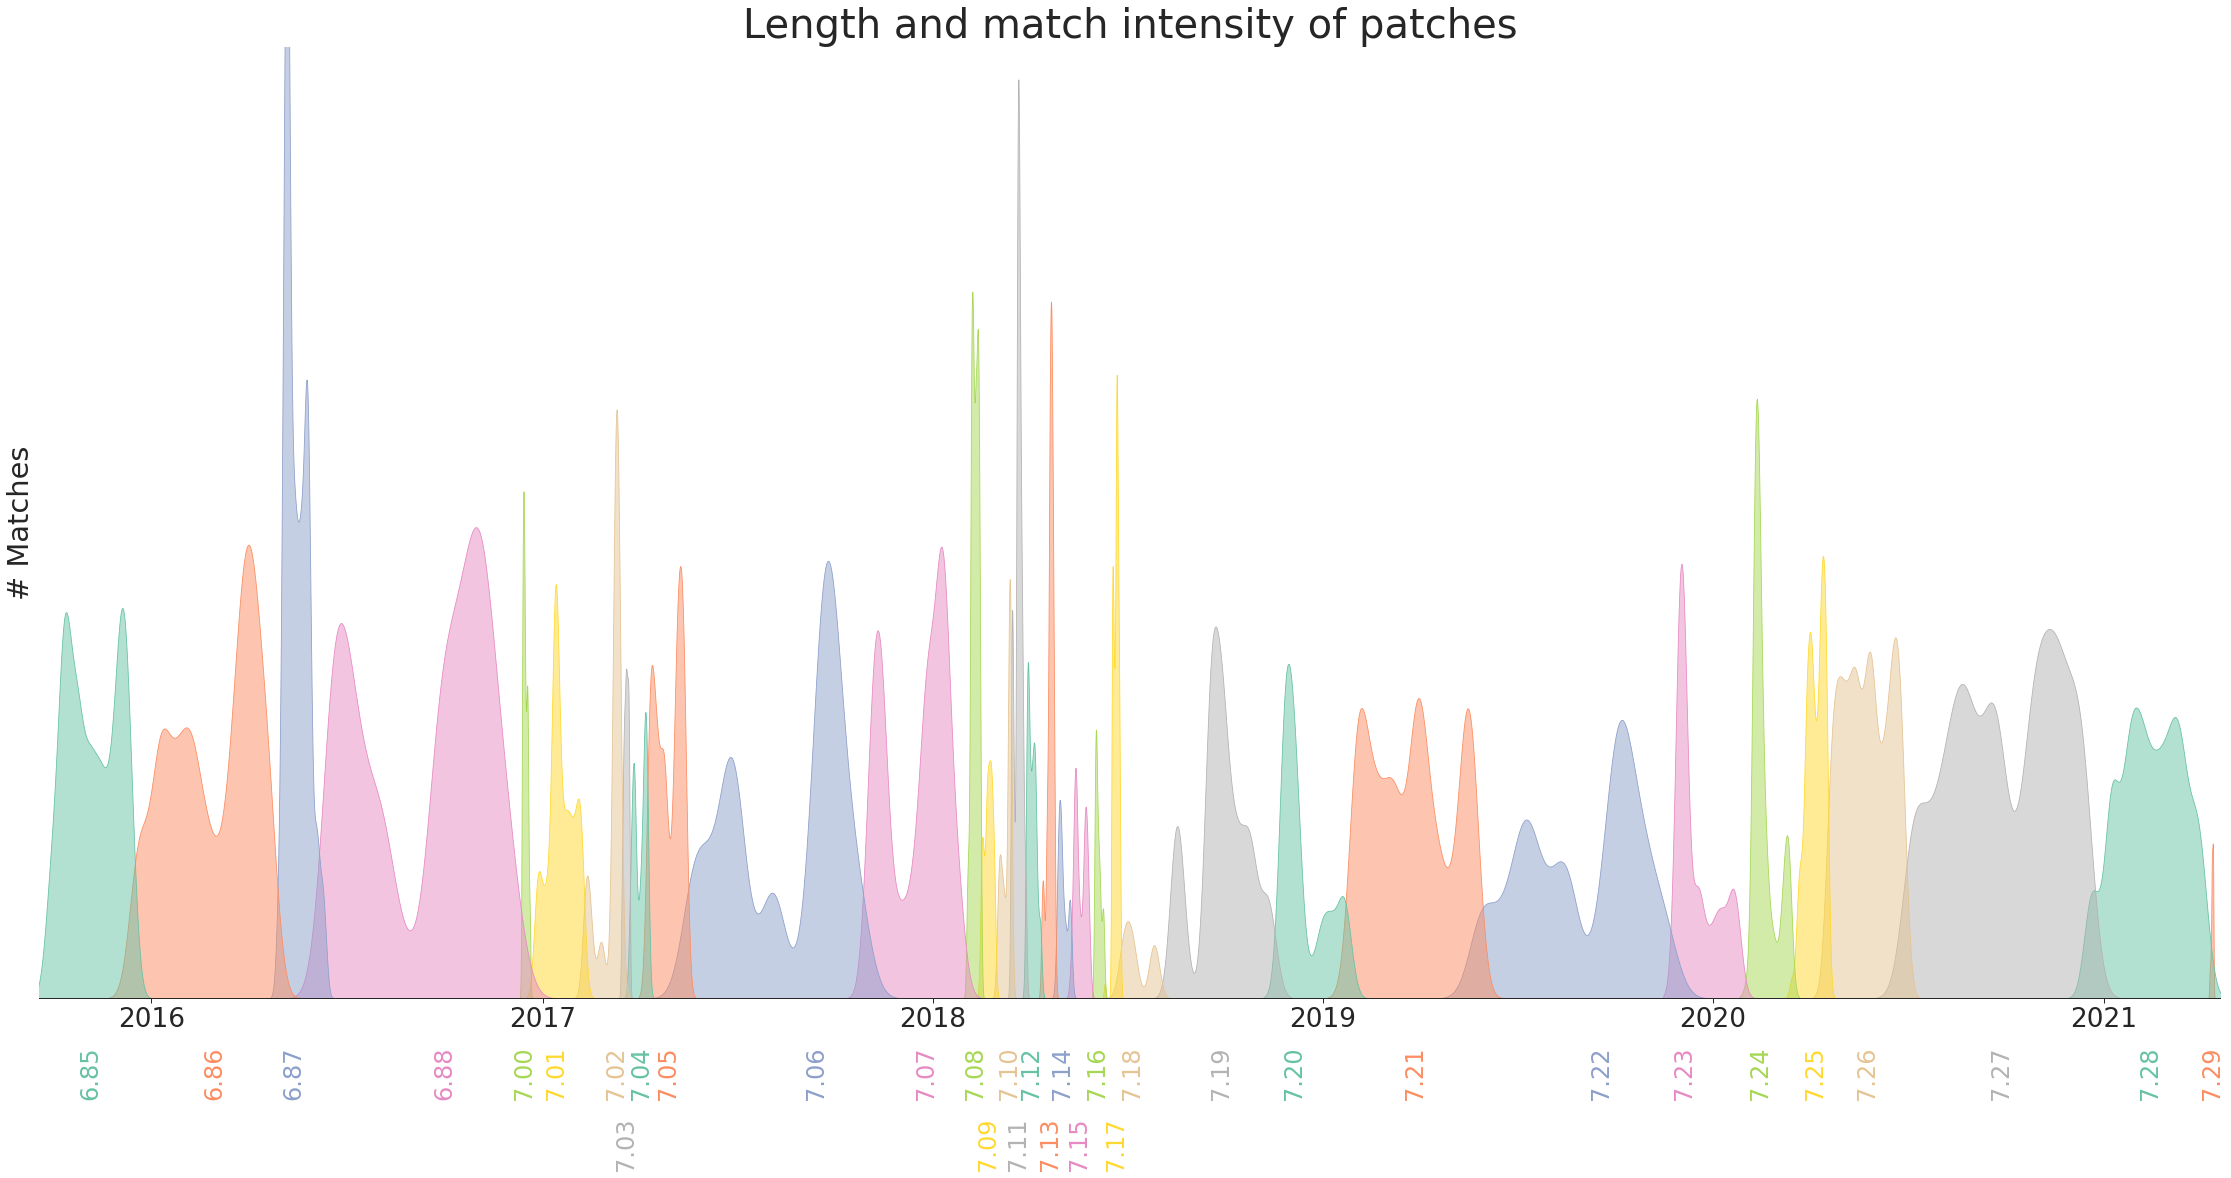 Length and match intensity of patches
# Matches
2016 2017 2018 2019 2020 2021
6.85 6.86 6.87 6.88 7.00 7.01 7.02 7.04 7.05 7.06 7.07 7.08 7.10 7.12 7.14 7.16 7.18 7.19 7.20 7.21 7.22 7.23 7.24 7.25 7.26 7.27 7.28 7.29
7.03 7.09 7.11 7.13 7.15 7.17